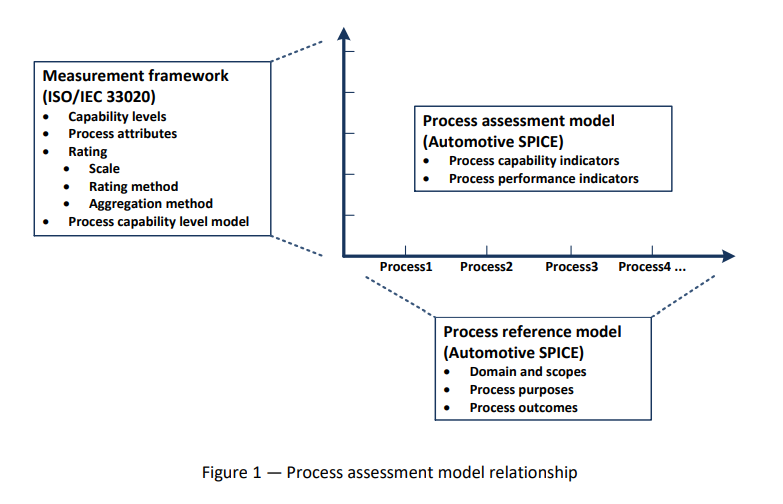 Measurement framework
(ISO/IEC 33020)
• Capability levels
• Process attributes
• Rating
• Scale
• Rating method
• Aggregation method
• Process capability level model
Process assessment model
(Automotive SPICE)
• Process capability indicators
• Process performance indicators
Process1 Process2 Process3 Process4 ...
Process reference model
(Automotive SPICE)
• Domain and scopes
• Process purposes
• Process outcomes
Figure 1 — Process assessment model relationship